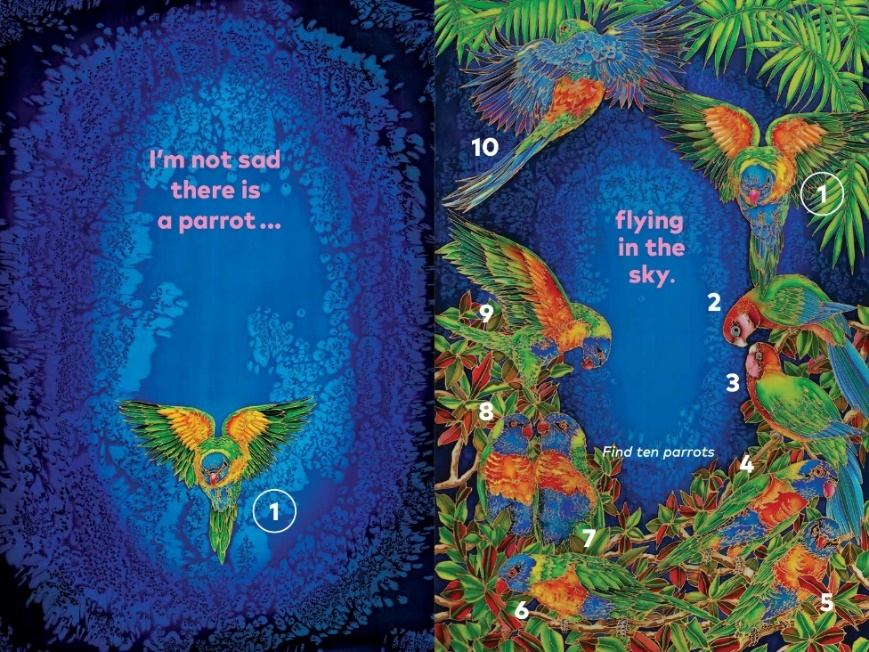 I'm not sad
there is
a parrot...
1
10
1
flying
in the
sky.
2
9
3
8
Find ten parrots
4
7
6
5